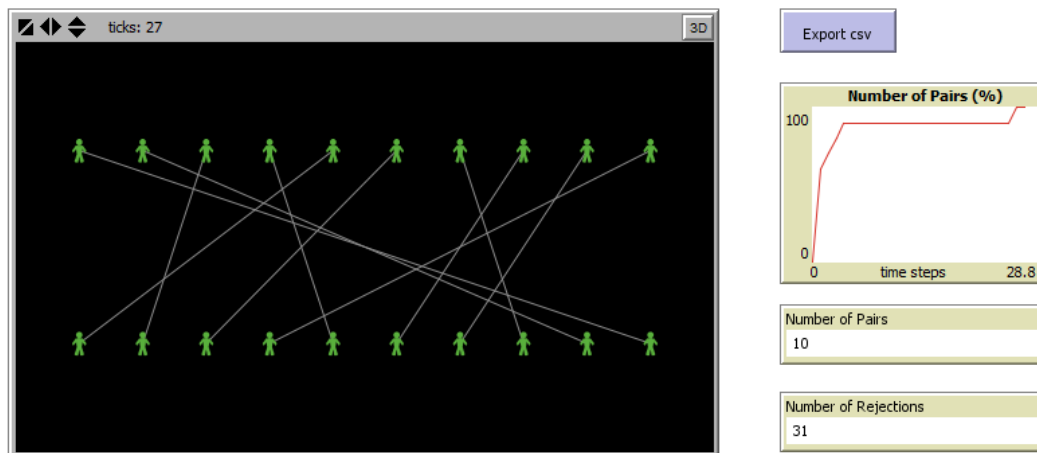 ticks: 27
3D
Export csv
Number of Pairs (%)
100
0
0 time steps 28.8
Number of Pairs
10
Number of Rejections
31